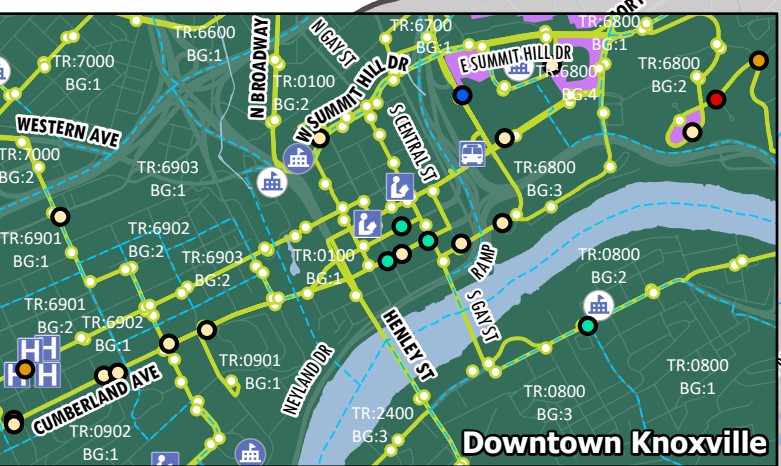 PORT
TR:6600
BG:1
N BROADWAY
N GAY ST
TR:6700
BG:1
TR:6800
BG:1
TR:7000
BG:1
TR:0100
BG:2
W SUMMIT HILL DR
E SUMMIT HILL DR
TR:6800
BG:4
TR:6800
BG:2
WESTERN AVE
S CENTRAL ST
TR:7000
BG:2
TR:6903
BG:1
TR:6800
BG:3
TR:6901
BG:1
TR:6902
BG:2
TR:6903
BG:2
TR:0100
BG:1
RAMP
TR:0800
BG:2
TR:6901
BG:2
TR:6902
BG:1
HENLEY ST
S GAY ST
H H
H H
TR:0901
BG:1
NEYLAND DR
TR:0800
BG:1
CUMBERLAND AVE
TR:0800
BG:3
TR:0902
BG:1
TR:2400
BG:3
Downtown Knoxville